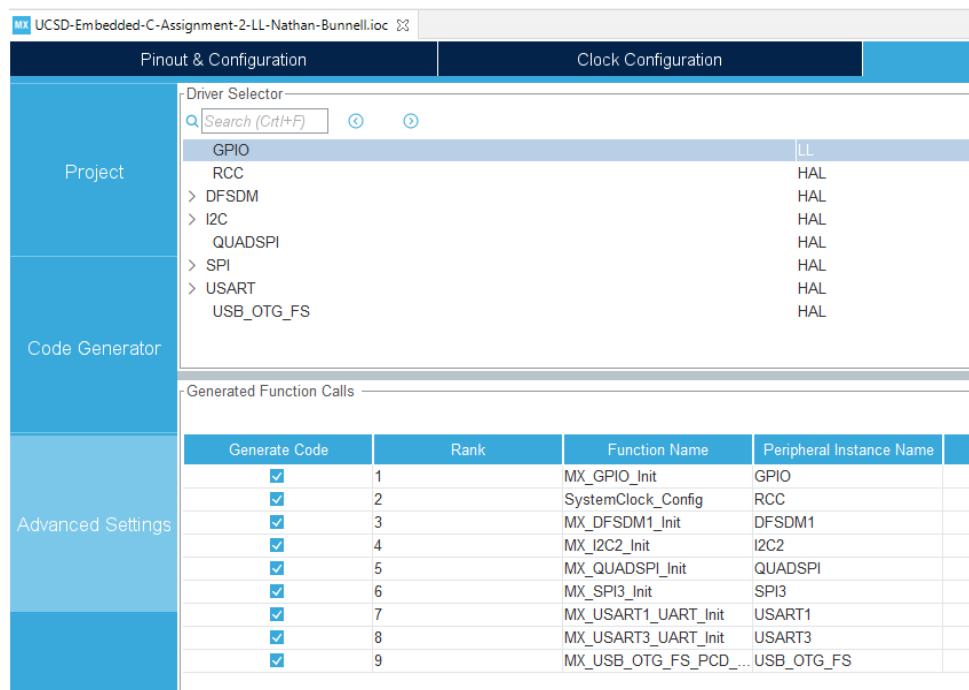 MX UCSD-Embedded-C-Assignment-2-LL-Nathan-Bunnell.ioc
Pinout & Configuration Clock Configuration
Project
Code Generator
Advanced Settings
Driver Selector
Search (CrtI+F)
GPIO LL
RCC HAL
DFSDM HAL
I2C HAL
QUADSPI HAL
SPI HAL
USART HAL
USB_OTG_FS HAL
Generated Function Calls
Generate Code Rank Function Name Peripheral Instance Name
1 MX_GPIO_Init GPIO
2 SystemClock_Config RCC
3 MX_DFSDM1_Init DFSDM1
4 MX_I2C2_Init I2C2
5 MX_QUADSPI_Init QUADSPI
6 MX_SPI3_Init SPI3
7 MX_USART1_UART_Init USART1
8 MX_USART3_UART_Init USART3
9 MX_USB_OTG_FS_PCD_... USB_OTG_FS